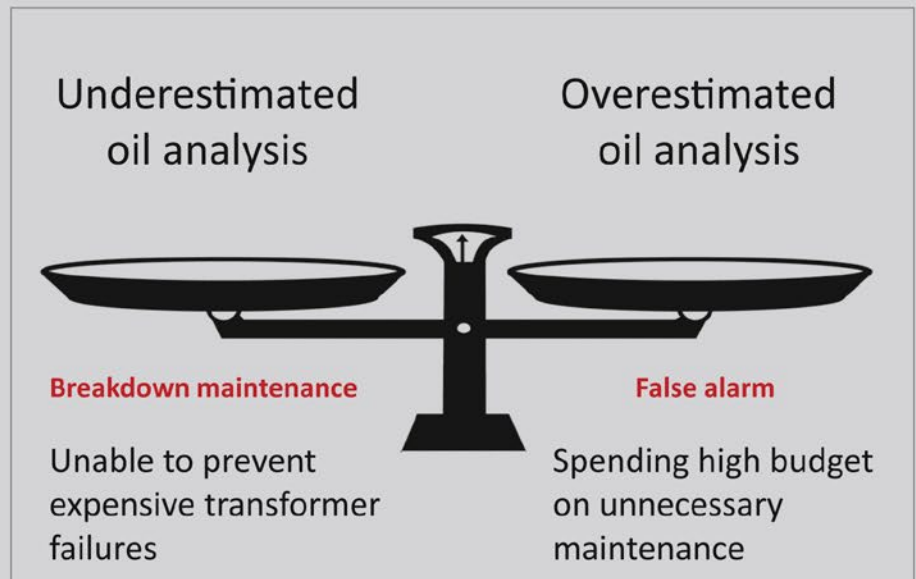 Underestimated
oil analysis
Overestimated
oil analysis
Breakdown maintenance
Unable to prevent
expensive transformer
failures
False alarm
Spending high budget
on unnecessary
maintenance